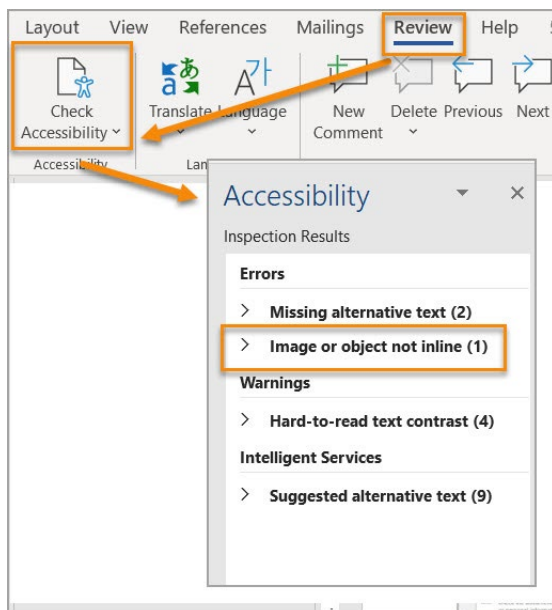 Layout View References Mailings Review Help
Check Accessibility
Translate Language
New Comment
Delete Previous Next
Accessibility
Accessibility
Inspection Results
Errors
Missing alternative text (2)
Image or object not inline (1)
Warnings
Hard-to-read text contrast (4)
Intelligent Services
Suggested alternative text (9)